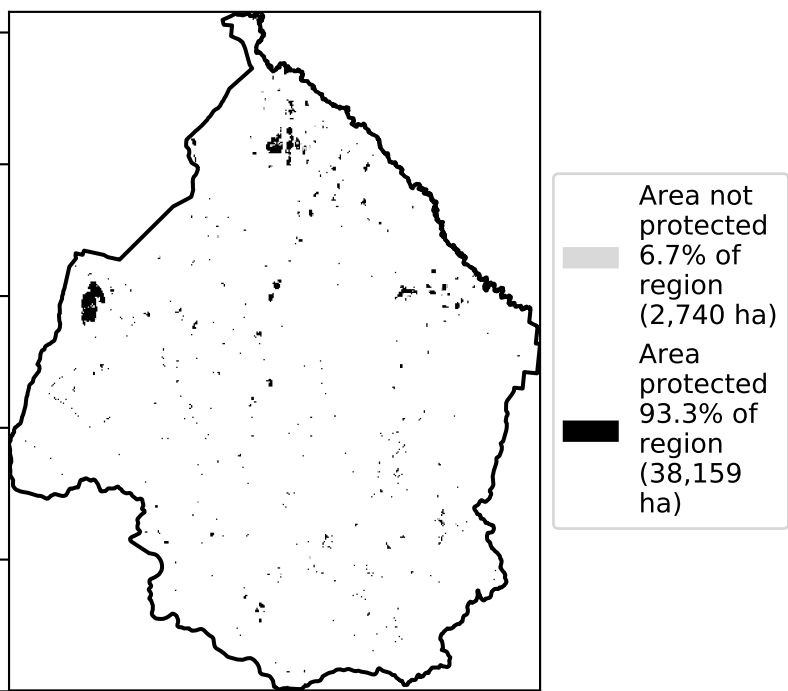 Area not
protected
6.7% of
region
(2,740 ha)
Area
protected
93.3% of
region
(38,159
ha)